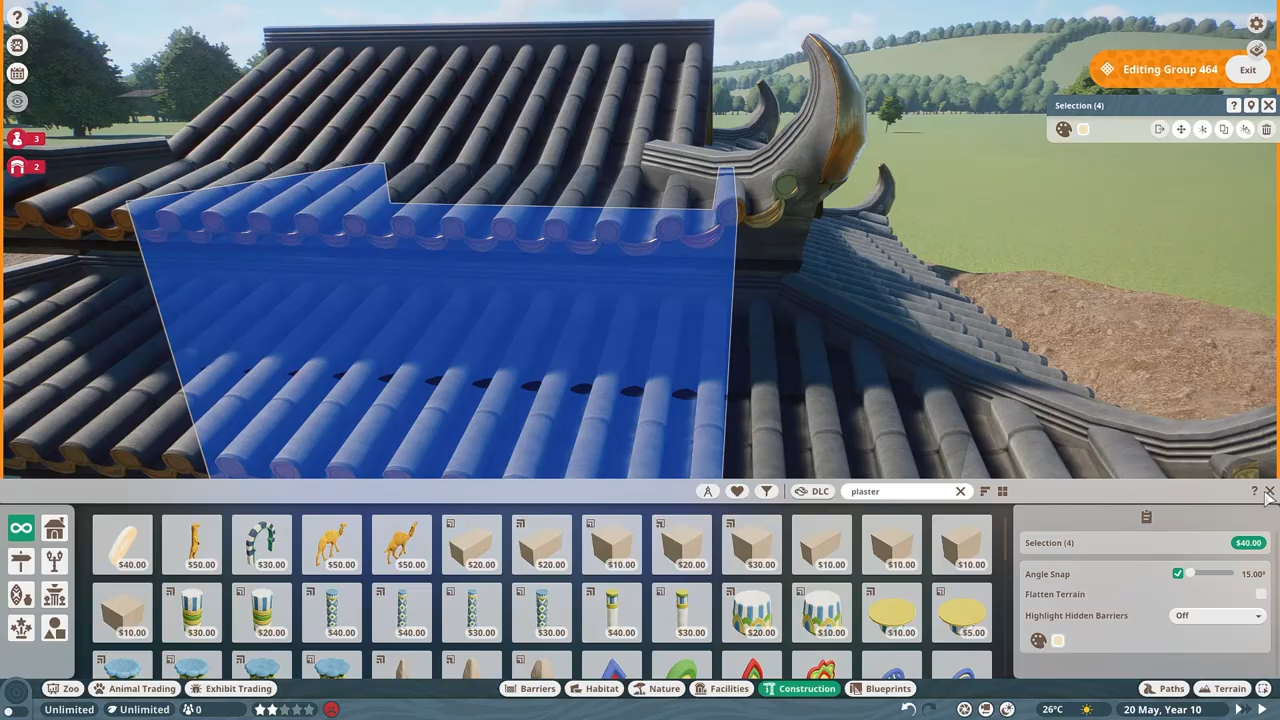 Editing Group 464
Exit
Selection (4)
?
3
2
DLC
plaster
?
$40.00
$50.00
$30.00
$50.00
$50.00
$20.00
$20.00
$10.00
$20.00
$30.00
$10.00
$10.00
$10.00
$10.00
$30.00
$20.00
$40.00
$40.00
$30.00
$30.00
$40.00
$30.00
$20.00
$10.00
$10.00
$5.00
Selection (4)
$40.00
Angle Snap
15.00°
Flatten Terrain
Highlight Hidden Barriers
Off
Zoo
Animal Trading
Exhibit Trading
Barriers
Habitat
Nature
Facilities
Construction
Blueprints
Paths
Terrain
Unlimited
Unlimited
0
26°C
20 May, Year 10